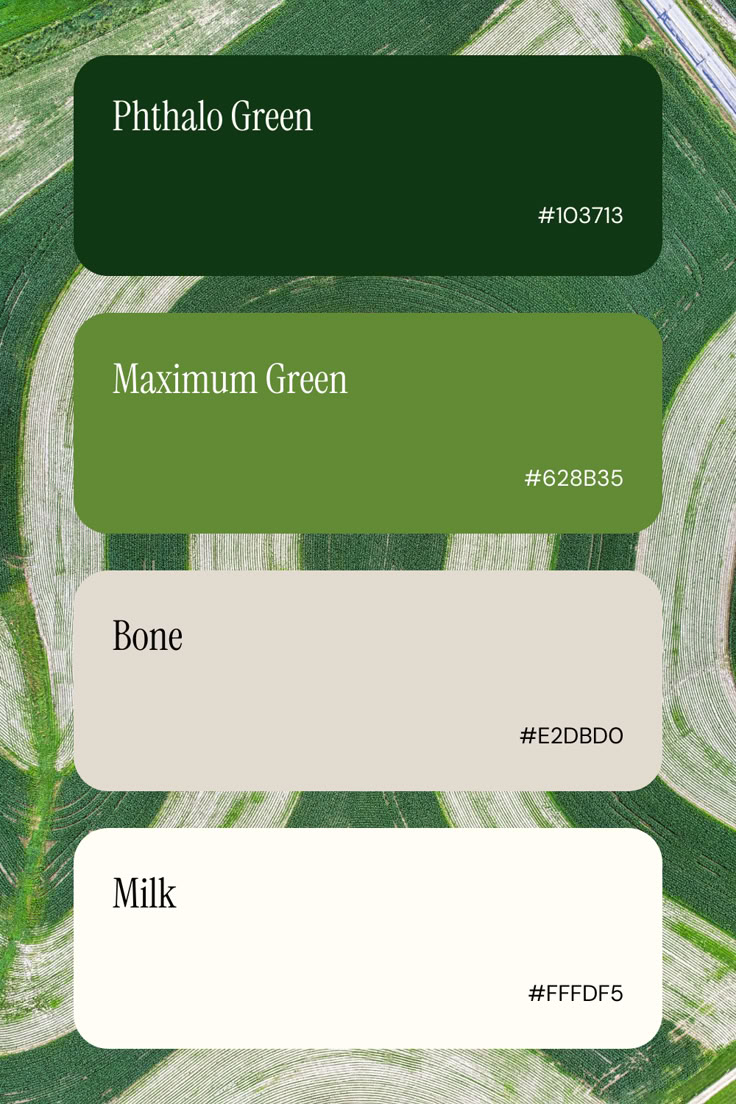 Phthalo Green
#103713
Maximum Green
#628B35
Bone
#E2DBD0
Milk
#FFFDF5